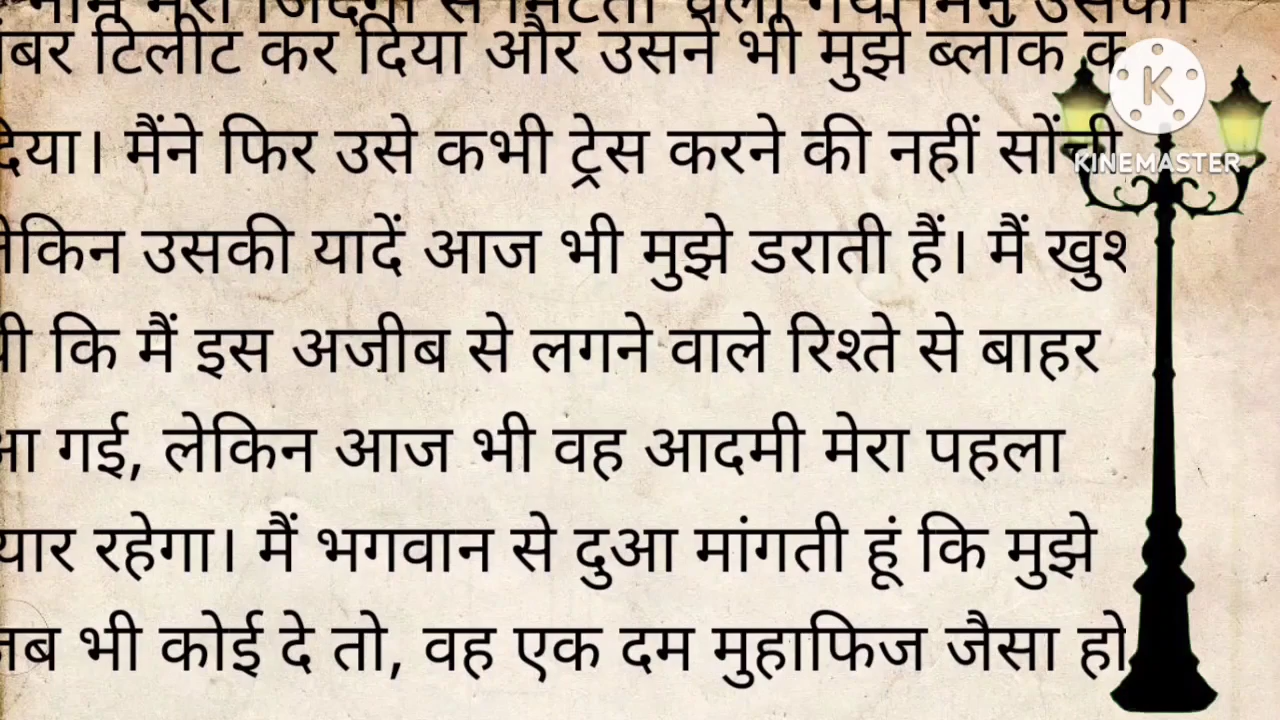 कर टिलीट कर दिया और उसने भी मुझे ब्लॉक
मैंने फिर उसे कभी ट्रेस करने की नहीं सोंची
उसकी यादें आज भी मुझे डराती हैं। मैं
कि मैं इस अजीब से लगने वाले रिश्ते से बाहर
गई, लेकिन आज भी वह आदमी मेरा पहला
रहेगा। मैं भगवान से दुआ मांगती हूं कि मुझे
भी कोई दे तो, वह एक दम मुहाफिज जैसा हो
K
KINEMASTER